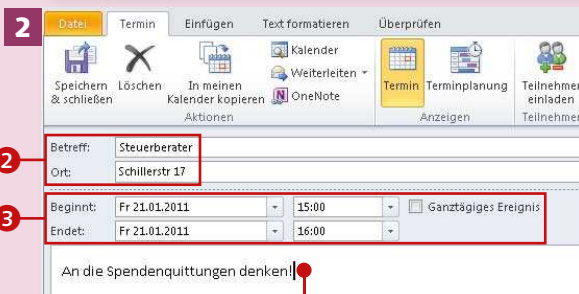 2
Datei Termin Einfügen Text formatieren Überprüfen
Speichern & schließen
Löschen
In meinen Kalender kopieren
Kalender
Weiterleiten
OneNote
Termin
Terminplanung
Teilnehmer einladen
Aktionen Anzeigen Teilnehmer
2
Betreff: Steuerberater
Ort: Schillerstr 17
3
Beginnt: Fr 21.01.2011 15:00 Ganztägiges Ereignis
Endet: Fr 21.01.2011 16:00
An die Spendenquittungen denken!